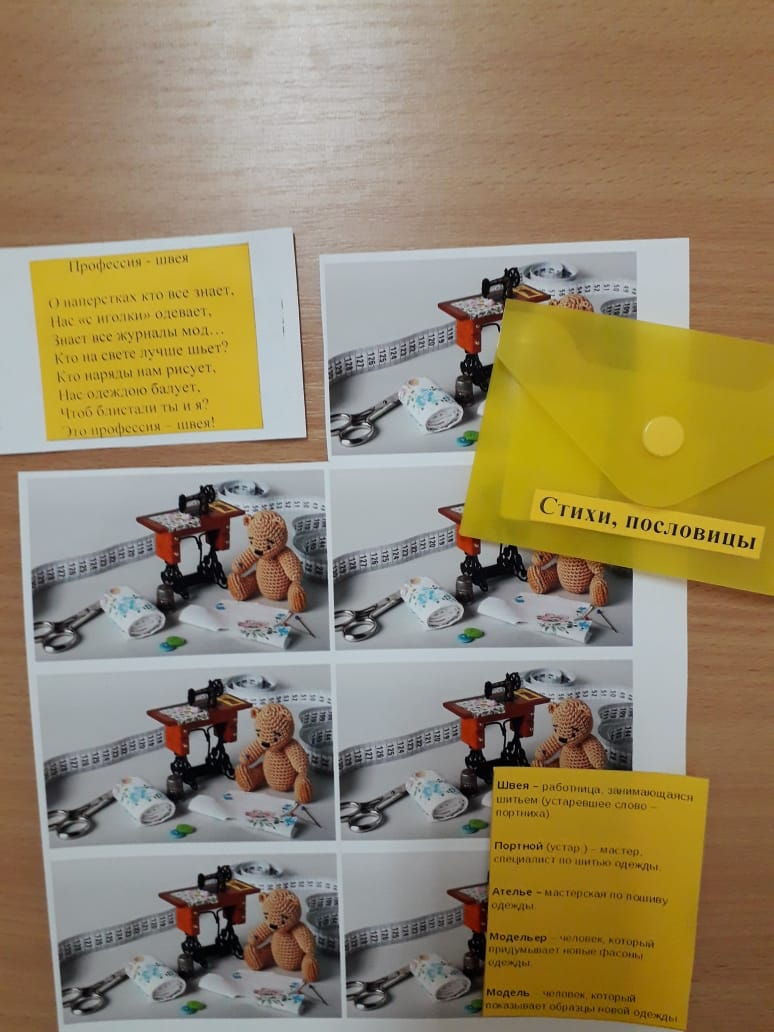 Профессия - швея
О наперстках кто все знает,
Нас «с иголки» одевает,
Знает все журналы мод…
Кто на свете лучше шьет?
Кто наряды нам рисует,
Нас одеждою балует,
Чтоб блистали ты и я?
Это профессия – швея!
Стихи, пословицы
Швея – работница, занимающаяся
шитьем (устаревшее слово –
портниха)
Портной (устар.) – мастер,
специалист по шитью одежды.
Ателье – мастерская по пошиву
одежды.
Модельер – человек, который
придумывает новые фасоны
одежды.
Модель – человек, который
показывает образцы новой одежды